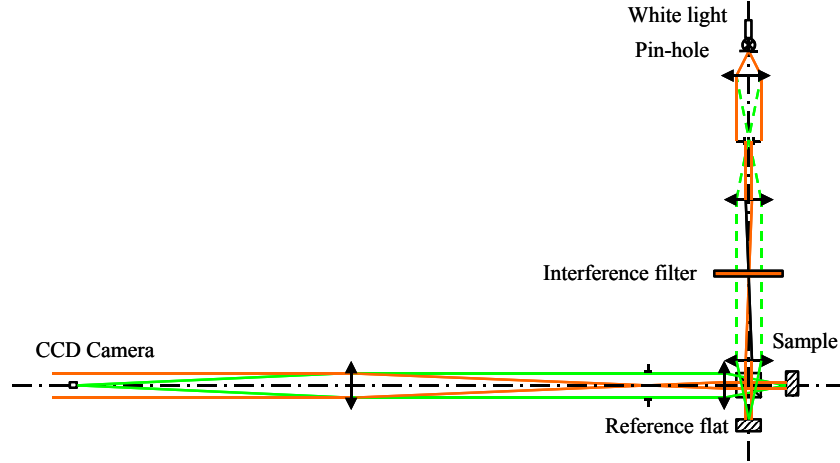 White light
Pin-hole
Interference filter
CCD Camera
Sample
Reference flat